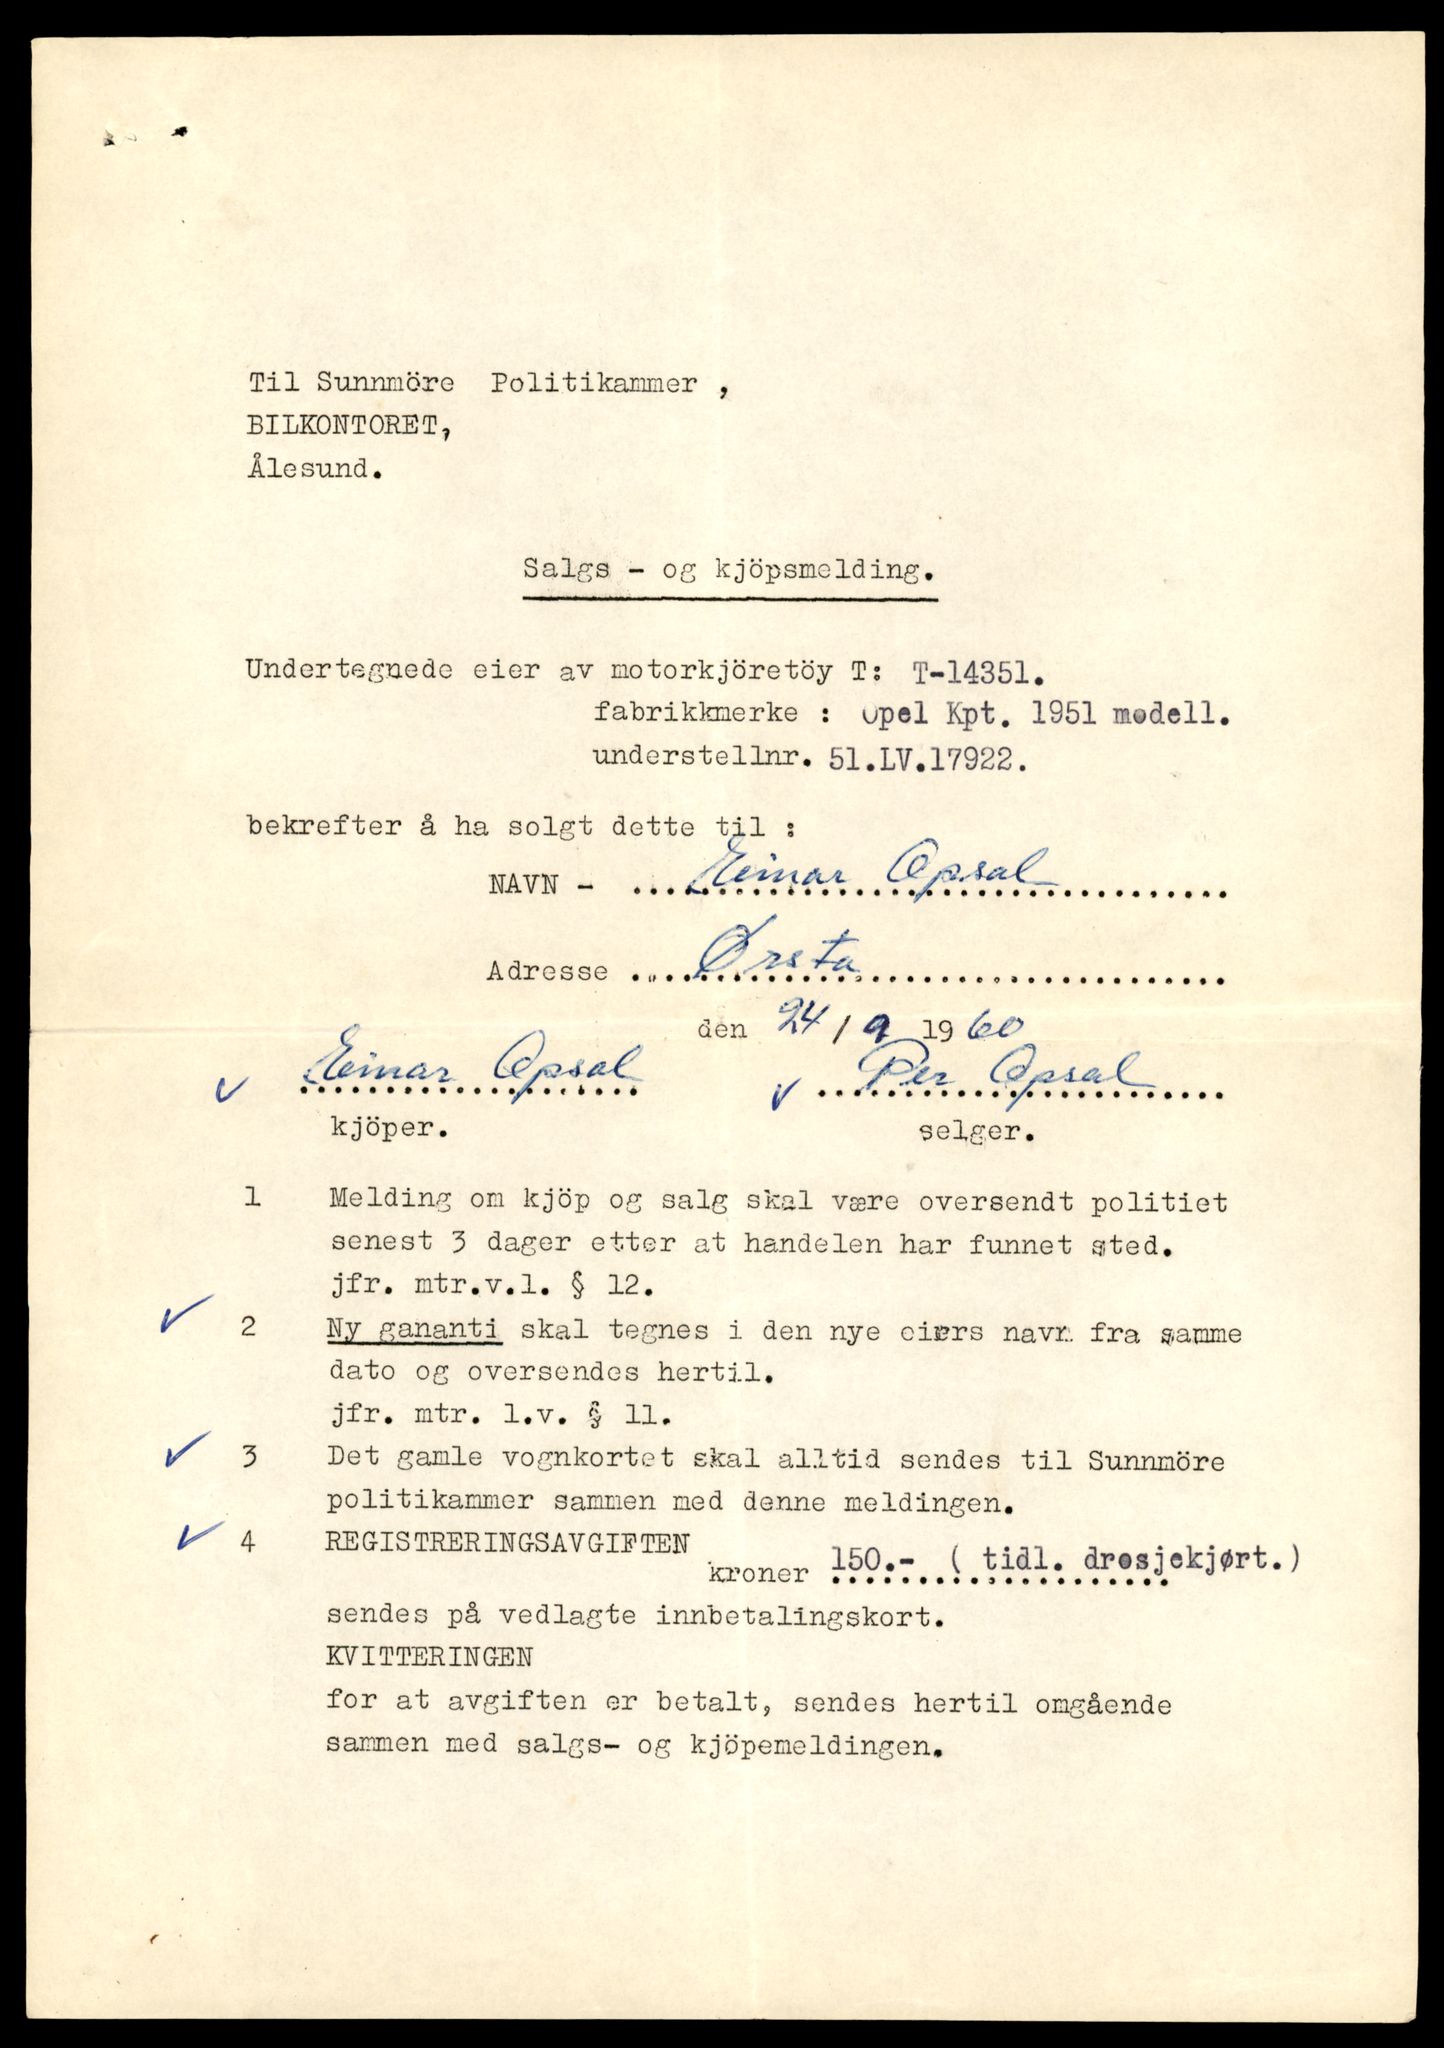 Til Sunnmöre Politikammer ,
BILKONTORET,
Ålesund.
Salgs - og kjöpsmelding.
Undertegnede eier av motorkjöretöy T: T-14351.
fabrikkmerke : Opel Kpt. 1951 modell.
understellnr. 51.LV.17922.
bekrefter å ha solgt dette til :
NAVN - Einar Opsal
Adresse Ørsta
den 24/9 1960
Einar Opsal Per Opsal
kjöper. selger.
1 Melding om kjöp og salg skal være oversendt politiet
senest 3 dager etter at handelen har funnet sted.
jfr. mtr.v.l. § 12.
2 Ny gananti skal tegnes i den nye eiers navn fra samme
dato og oversendes hertil.
jfr. mtr. l.v. § 11.
3 Det gamle vognkortet skal alltid sendes til Sunnmöre
politikammer sammen med denne meldingen.
4 REGISTRERINGSAVGIFTEN
kroner 150.- ( tidl. drosjekjørt.)
sendes på vedlagte innbetalingskort.
KVITTERINGEN
for at avgiften er betalt, sendes hertil omgående
sammen med salgs- og kjöpemeldingen.